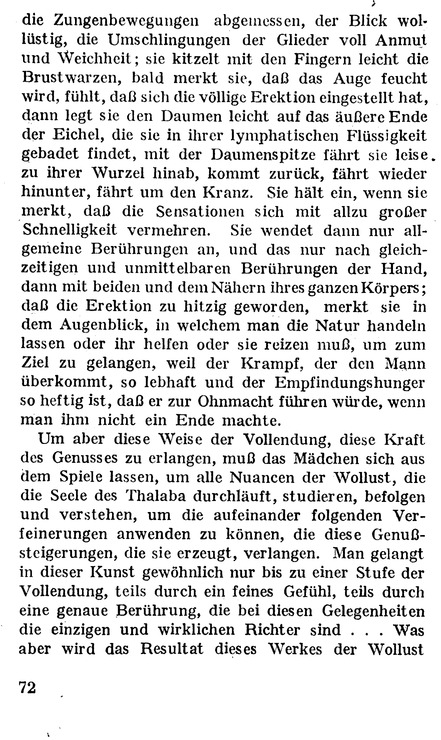 die Zungenbewegungen abgemessen, der Blick wol-
lüstig, die Umschlingungen der Glieder voll Anmut
und Weichheit; sie kitzelt mit den Fingern leicht die
Brustwarzen, bald merkt sie, daß das Auge feucht
wird, fühlt, daß sich die völlige Erektion eingestellt hat,
dann legt sie den Daumen leicht auf das äußere Ende
der Eichel, die sie in ihrer lymphatischen Flüssigkeit
gebadet findet, mit der Daumenspitze fährt sie leise
zu ihrer Wurzel hinab, kommt zurück, fährt wieder
hinunter, fährt um den Kranz. Sie hält ein, wenn sie
merkt, daß die Sensationen sich mit allzu großer
Schnelligkeit vermehren. Sie wendet dann nur all-
gemeine Berührungen an, und das nur nach gleich-
zeitigen und unmittelbaren Berührungen der Hand,
dann mit beiden und dem Nähern ihres ganzen Körpers;
daß die Erektion zu hitzig geworden, merkt sie in
dem Augenblick, in welchem man die Natur handeln
lassen oder ihr helfen oder sie reizen muß, um zum
Ziel zu gelangen, weil der Krampf, der den Mann
überkommt, so lebhaft und der Empfindungshunger
so heftig ist, daß er zur Ohnmacht führen würde, wenn
man ihm nicht ein Ende machte.
Um aber diese Weise der Vollendung, diese Kraft
des Genusses zu erlangen, muß das Mädchen sich aus
dem Spiele lassen, um alle Nuancen der Wollust, die
die Seele des Thalaba durchläuft, studieren, befolgen
und verstehen, um die aufeinander folgenden Ver-
feinerungen anwenden zu können, die diese Genuß-
steigerungen, die sie erzeugt, verlangen. Man gelangt
in dieser Kunst gewöhnlich nur bis zu einer Stufe der
Vollendung, teils durch ein feines Gefühl, teils durch
eine genaue Berührung, die bei diesen Gelegenheiten
die einzigen und wirklichen Richter sind . . . Was
aber wird das Resultat dieses Werkes der Wollust
72